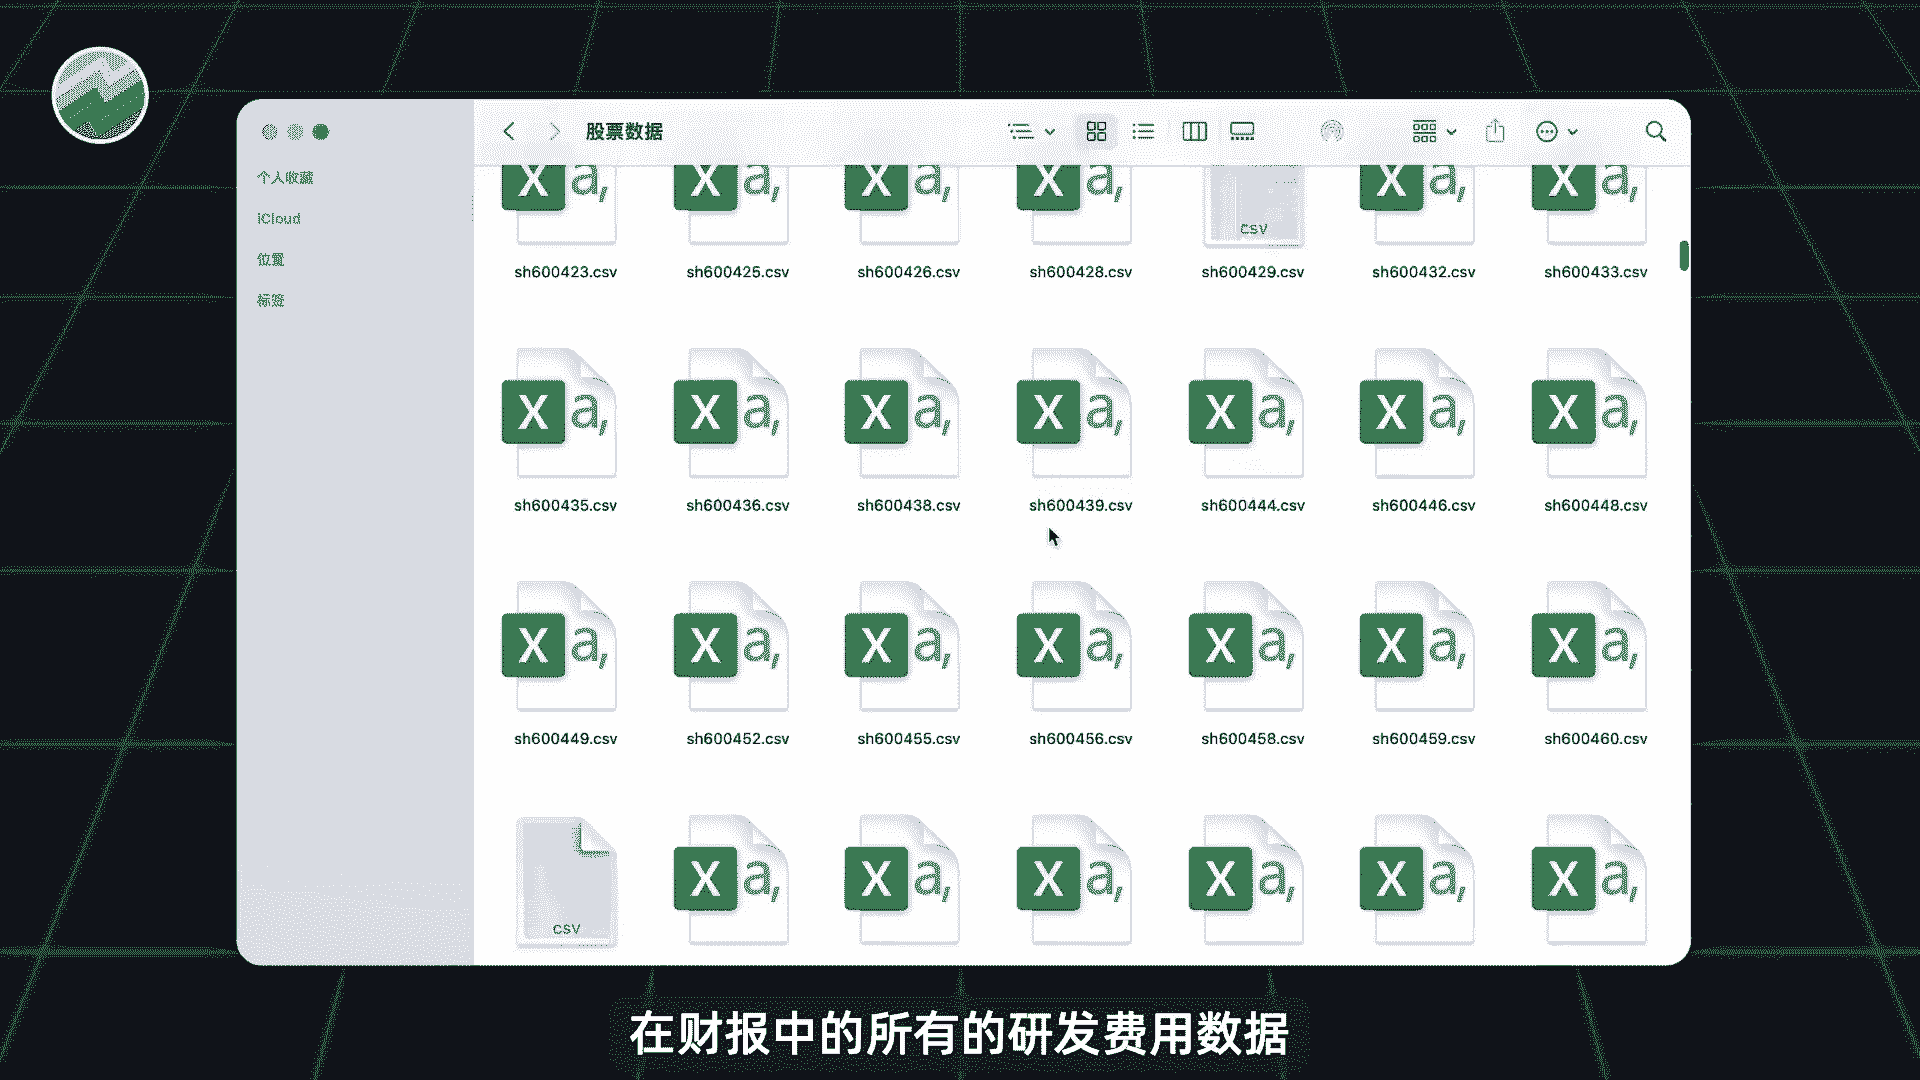 股票数据
个人收藏
iCloud
位置
标签
X a, X a, X a, X a, CSV X a, X a,
sh600423.csv sh600425.csv sh600426.csv sh600428.csv sh600429.csv sh600432.csv sh600433.csv
X a, X a, X a, X a, X a, X a, X a,
sh600435.csv sh600436.csv sh600438.csv sh600439.csv sh600444.csv sh600446.csv sh600448.csv
X a, X a, X a, X a, X a, X a, X a,
sh600449.csv sh600452.csv sh600455.csv sh600456.csv sh600458.csv sh600459.csv sh600460.csv
CSV X a, X a, X a, X a, X a, X a,
在财报中的所有的研发费用数据